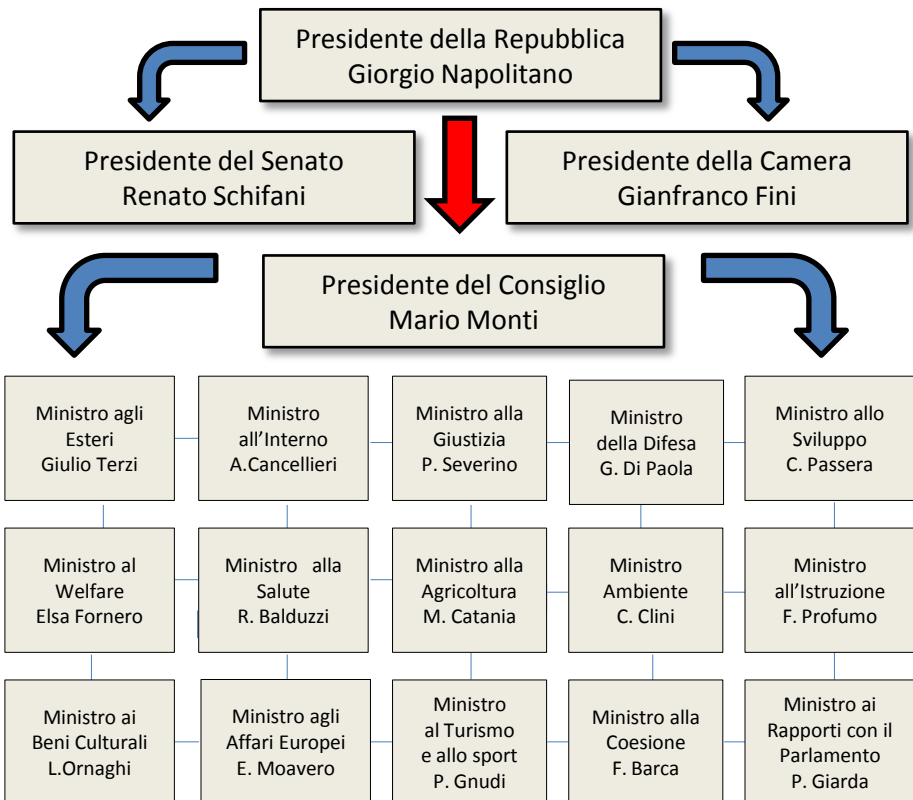 Presidente della Repubblica
Giorgio Napolitano
Presidente del Senato
Renato Schifani
Presidente della Camera
Gianfranco Fini
Presidente del Consiglio
Mario Monti
Ministro agli
Esteri
Giulio Terzi
Ministro
all'Interno
A.Cancellieri
Ministro alla
Giustizia
P. Severino
Ministro
della Difesa
G. Di Paola
Ministro allo
Sviluppo
C. Passera
Ministro al
Welfare
Elsa Fornero
Ministro alla
Salute
R. Balduzzi
Ministro alla
Agricoltura
M. Catania
Ministro
Ambiente
C. Clini
Ministro
all'Istruzione
F. Profumo
Ministro ai
Beni Culturali
L.Ornaghi
Ministro agli
Affari Europei
E. Moavero
Ministro
al Turismo
e allo sport
P. Gnudi
Ministro alla
Coesione
F. Barca
Ministro ai
Rapporti con il
Parlamento
P. Giarda